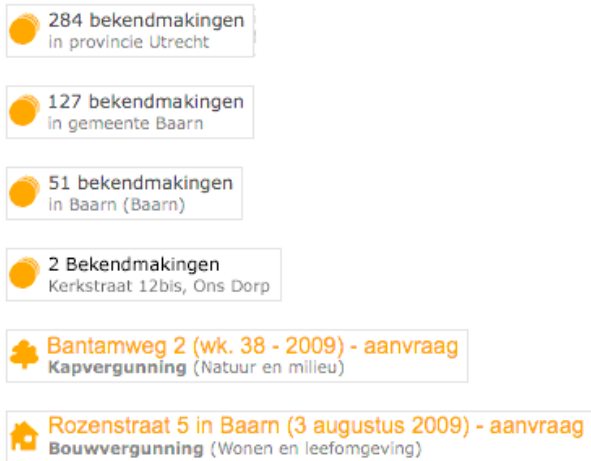 284 bekendmakingen
in provincie Utrecht
127 bekendmakingen
in gemeente Baarn
51 bekendmakingen
in Baarn (Baarn)
2 Bekendmakingen
Kerkstraat 12bis, Ons Dorp
Bantamweg 2 (wk. 38 - 2009) - aanvraag
Kapvergunning (Natuur en milieu)
Rozenstraat 5 in Baarn (3 augustus 2009) - aanvraag
Bouwvergunning (Wonen en leefomgeving)